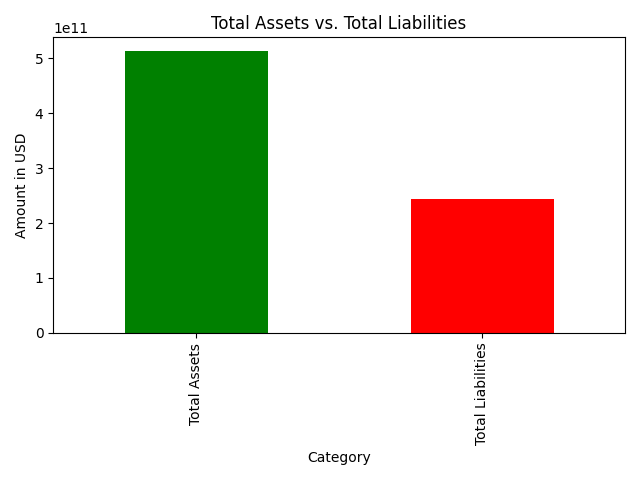 Total Assets vs. Total Liabilities
1e11
5
4
3
2
1
0
Amount in USD
Total Assets
Total Liabilities
Category